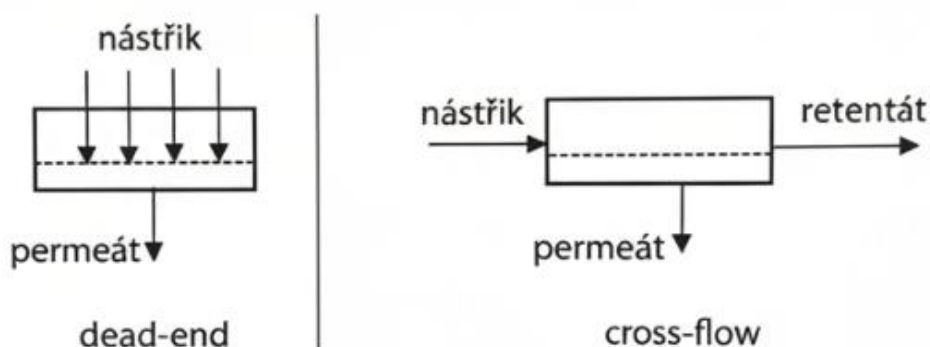 nástřik
permeát
dead-end
nástřik
retentát
permeát
cross-flow